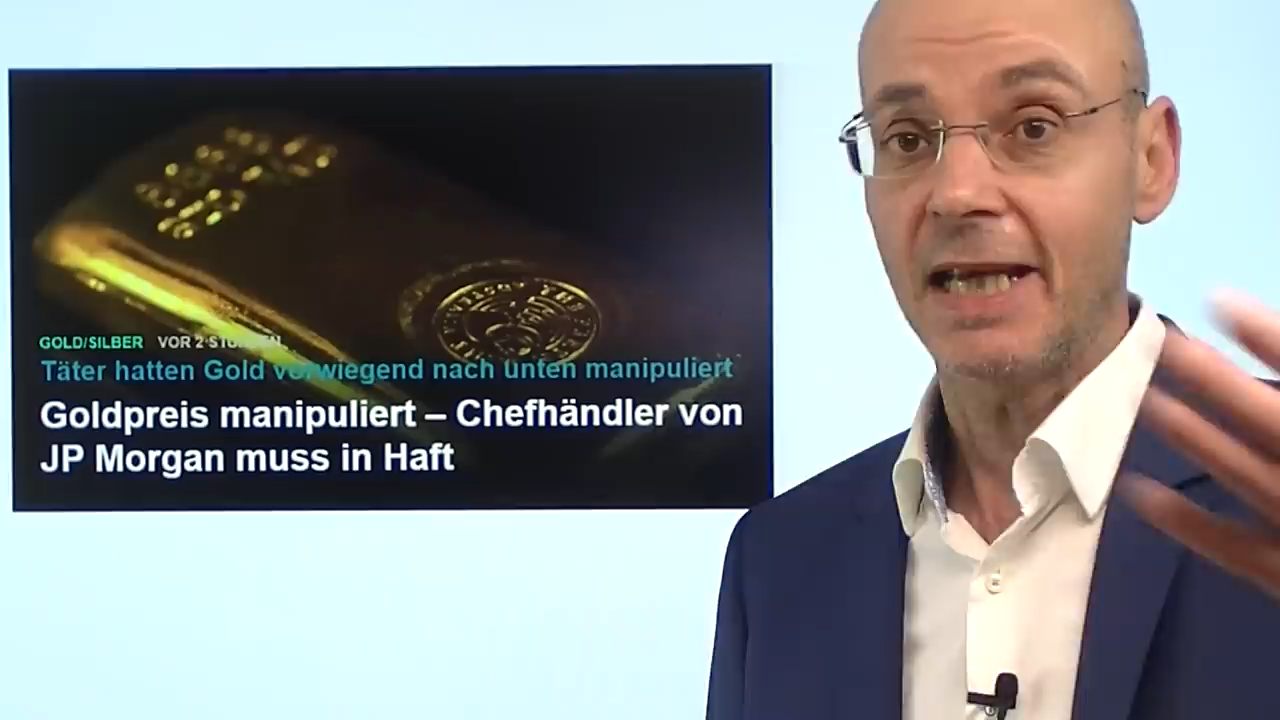 GOLD/SILBER VOR 2 STUNDEN
Täter hatten Gold vorwiegend nach unten manipuliert
Goldpreis manipuliert – Chefhändler von
JP Morgan muss in Haft